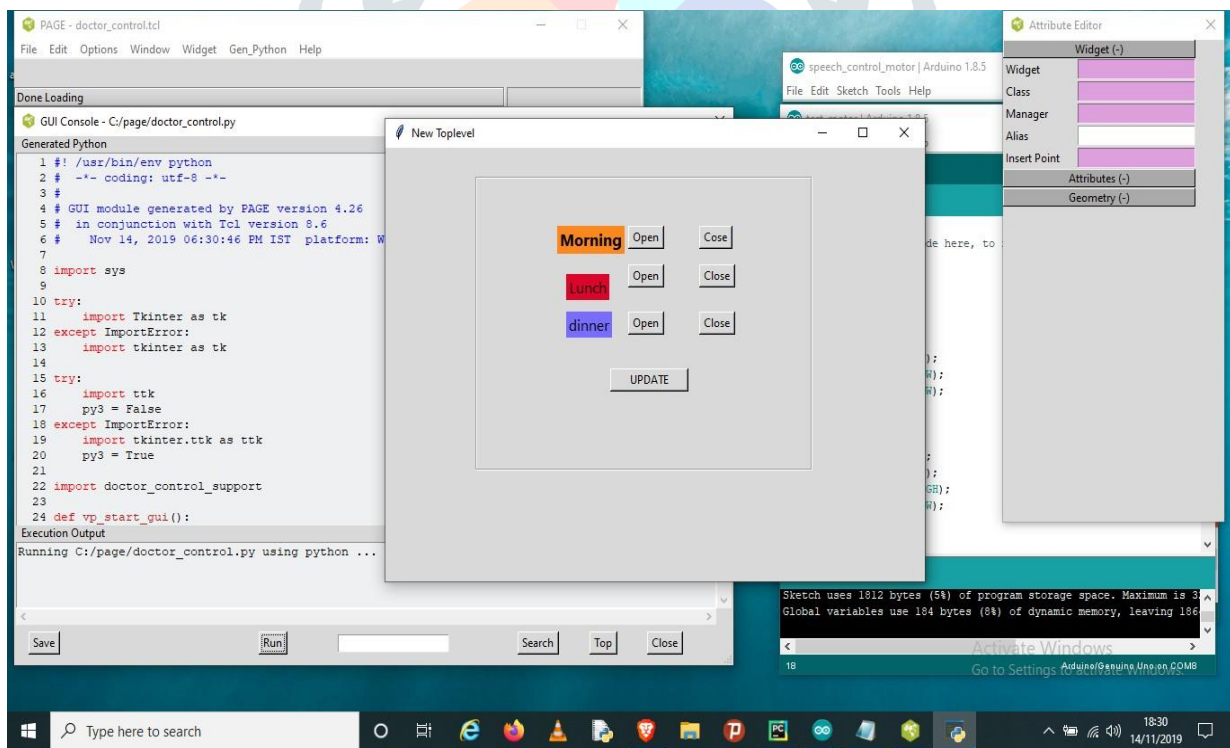 PAGE - doctor_control.tcl
File Edit Options Window Widget Gen_Python Help
Done Loading
GUI Console - C:/page/doctor_control.py
Generated Python
1 #! /usr/bin/env python
2 # -*- coding: utf-8 -*-
3 #
4 # GUI module generated by PAGE version 4.26
5 # in conjunction with Tcl version 8.6
6 # Nov 14, 2019 06:30:46 PM IST platform: W
7
8 import sys
9
10 try:
11 import Tkinter as tk
12 except ImportError:
13 import tkinter as tk
14
15 try:
16 import ttk
17 py3 = False
18 except ImportError:
19 import tkinter.ttk as ttk
20 py3 = True
21
22 import doctor_control_support
23
24 def vp_start_gui():
Execution Output
Running C:/page/doctor_control.py using python ...
Save Run Search Top Close
New Toplevel
Morning Open Cose
Lunch Open Close
dinner Open Close
UPDATE
speech_control_motor | Arduino 1.8.5
File Edit Sketch Tools Help
de here, to
);
W);
W);
;
);
GH);
W);
Sketch uses 1812 bytes (5%) of program storage space. Maximum is 3
Global variables use 184 bytes (8%) of dynamic memory, leaving 186
18 Arduino/Genuino Uno on COM8
Activate Windows
Go to Settings to activate Windows.
Attribute Editor
Widget (-)
Widget
Class
Manager
Alias
Insert Point
Attributes (-)
Geometry (-)
Type here to search
18:30
14/11/2019